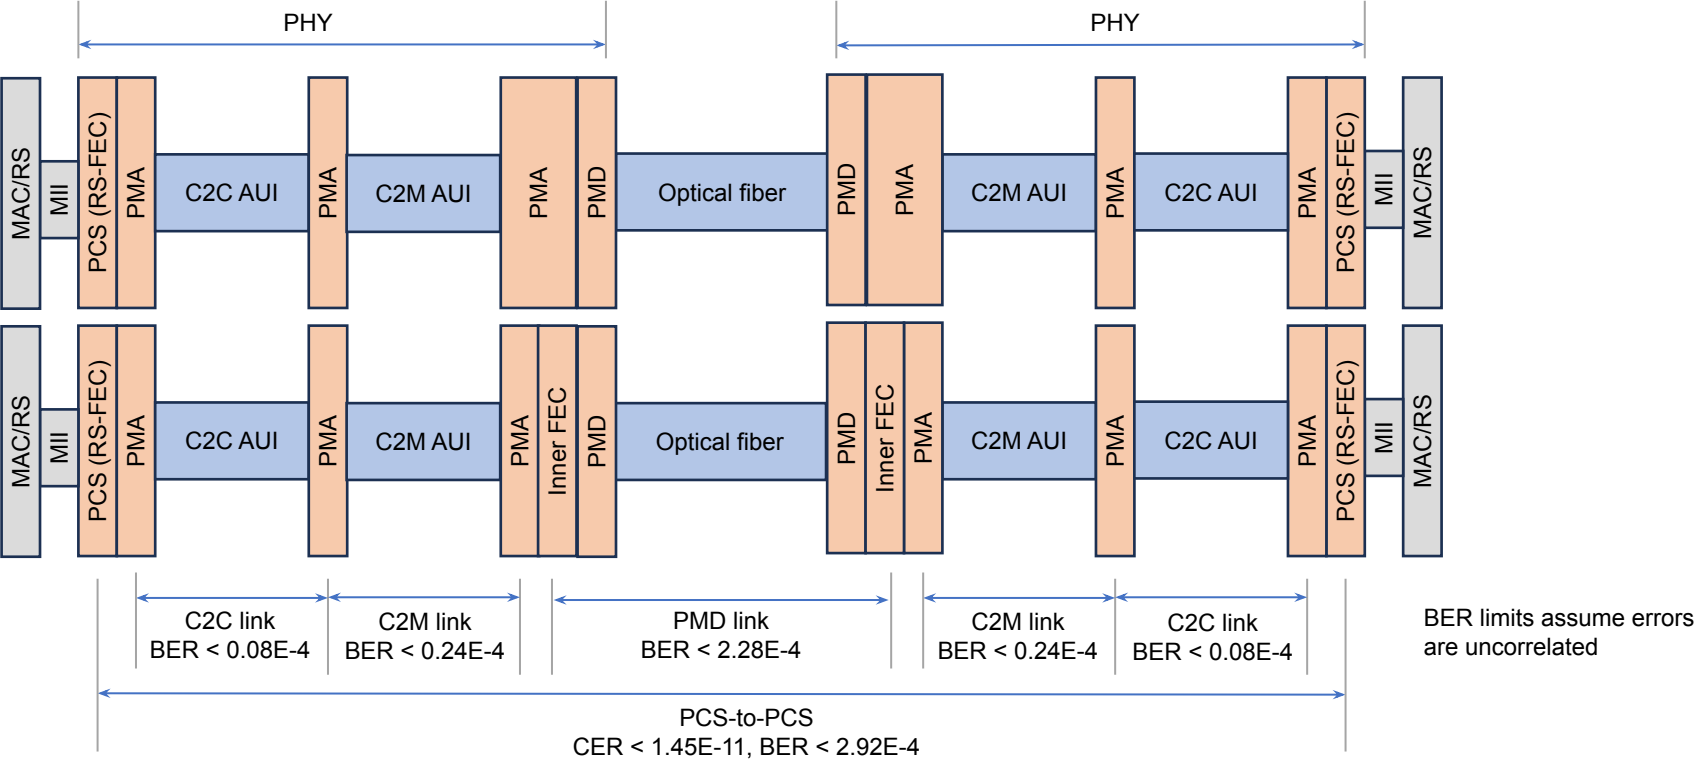 PHY
PHY
MAC/RS
MII
PCS (RS-FEC)
PMA
C2C AUI
PMA
C2M AUI
PMA
PMD
Optical fiber
PMD
PMA
C2M AUI
PMA
C2C AUI
PMA
PCS (RS-FEC)
MII
MAC/RS
MAC/RS
MII
PCS (RS-FEC)
PMA
C2C AUI
PMA
C2M AUI
PMA
Inner FEC
PMD
Optical fiber
PMD
Inner FEC
PMA
C2M AUI
PMA
C2C AUI
PMA
PCS (RS-FEC)
MII
MAC/RS
C2C link
BER < 0.08E-4
C2M link
BER < 0.24E-4
PMD link
BER < 2.28E-4
C2M link
BER < 0.24E-4
C2C link
BER < 0.08E-4
BER limits assume errors
are uncorrelated
PCS-to-PCS
CER < 1.45E-11, BER < 2.92E-4